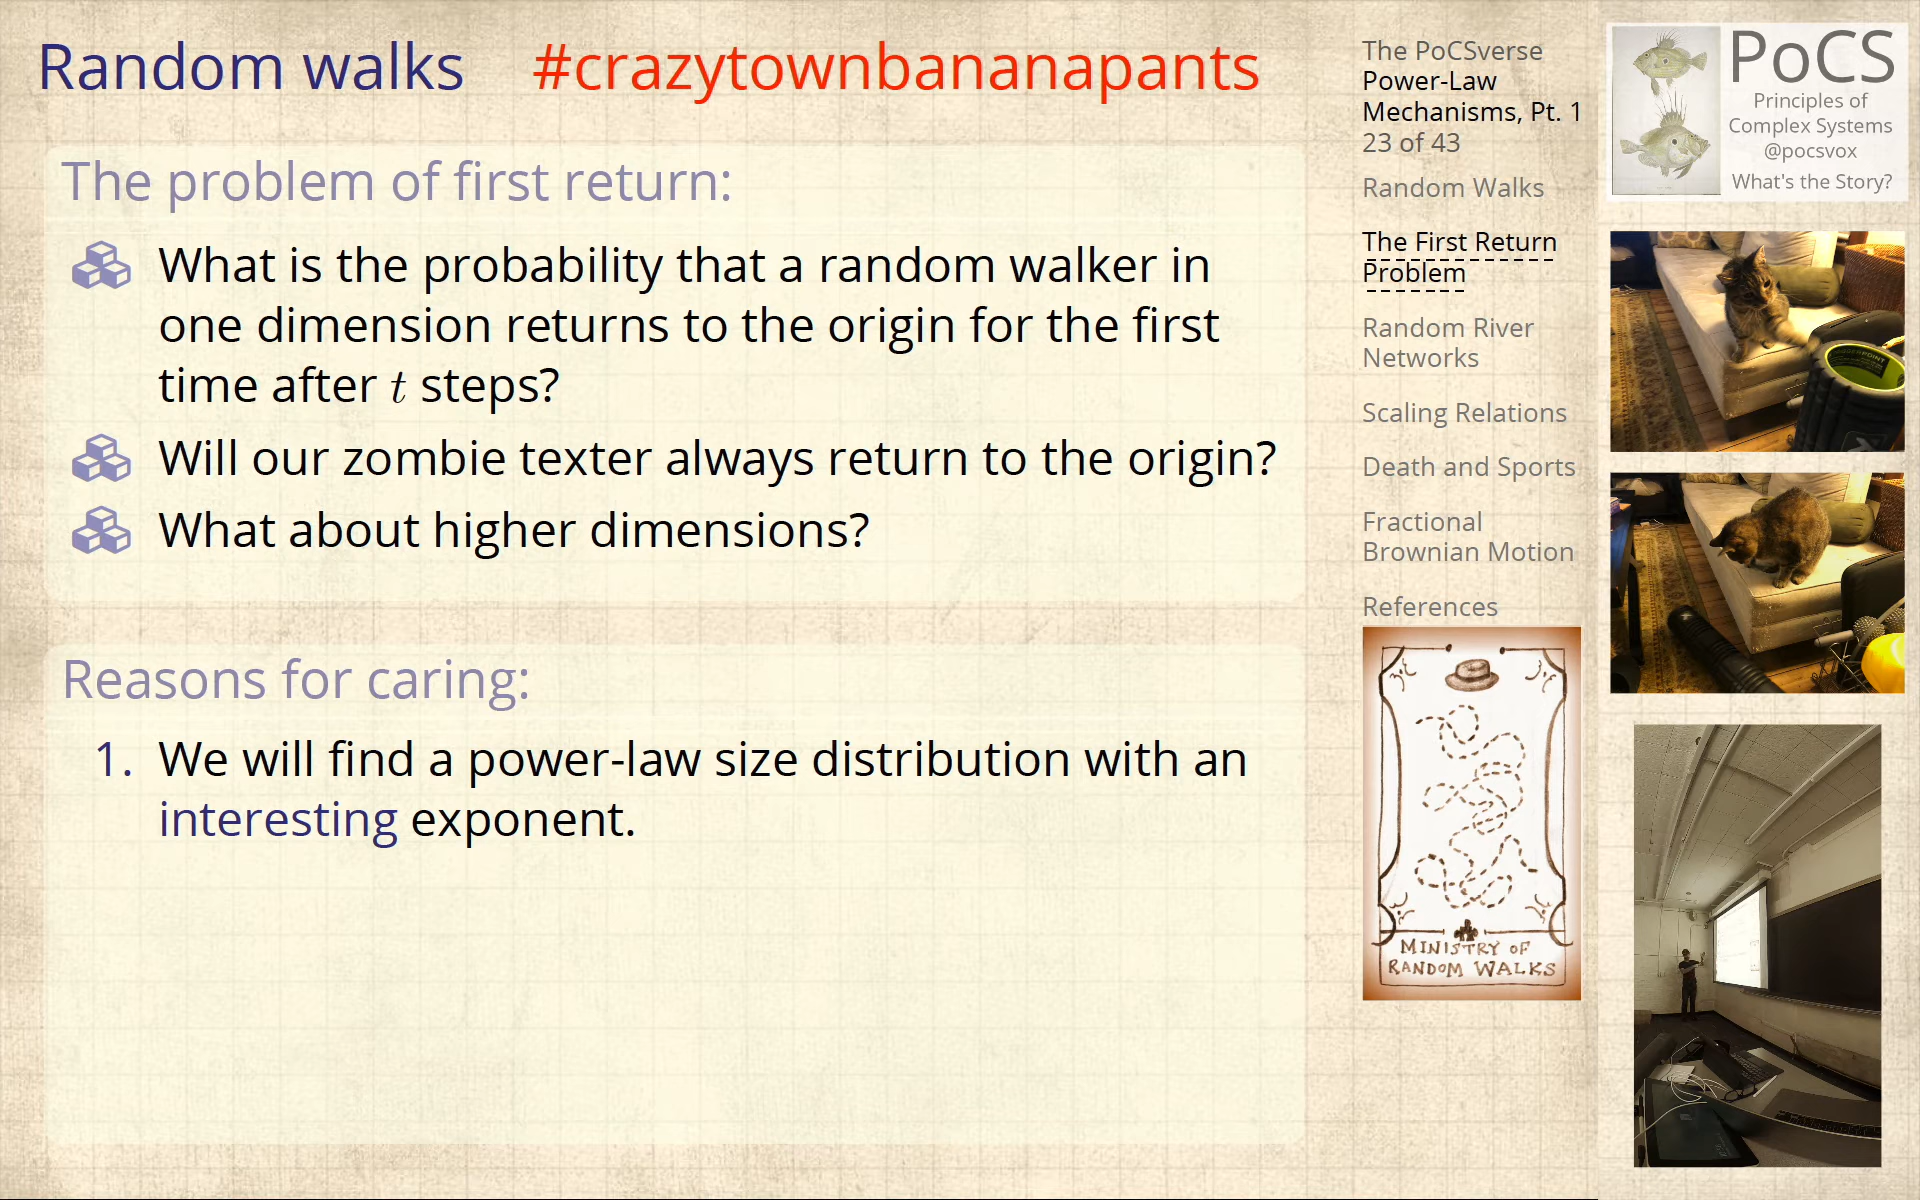 Random walks #crazytownbananapants
The problem of first return:
What is the probability that a random walker in
one dimension returns to the origin for the first
time after t steps?
Will our zombie texter always return to the origin?
What about higher dimensions?
Reasons for caring:
1. We will find a power-law size distribution with an
interesting exponent.
The PoCSverse
Power-Law
Mechanisms, Pt. 1
23 of 43
Random Walks
The First Return
Problem
Random River
Networks
Scaling Relations
Death and Sports
Fractional
Brownian Motion
References
MINISTRY OF
RANDOM WALKS
PoCS
Principles of
Complex Systems
@pocsvox
What's the Story?